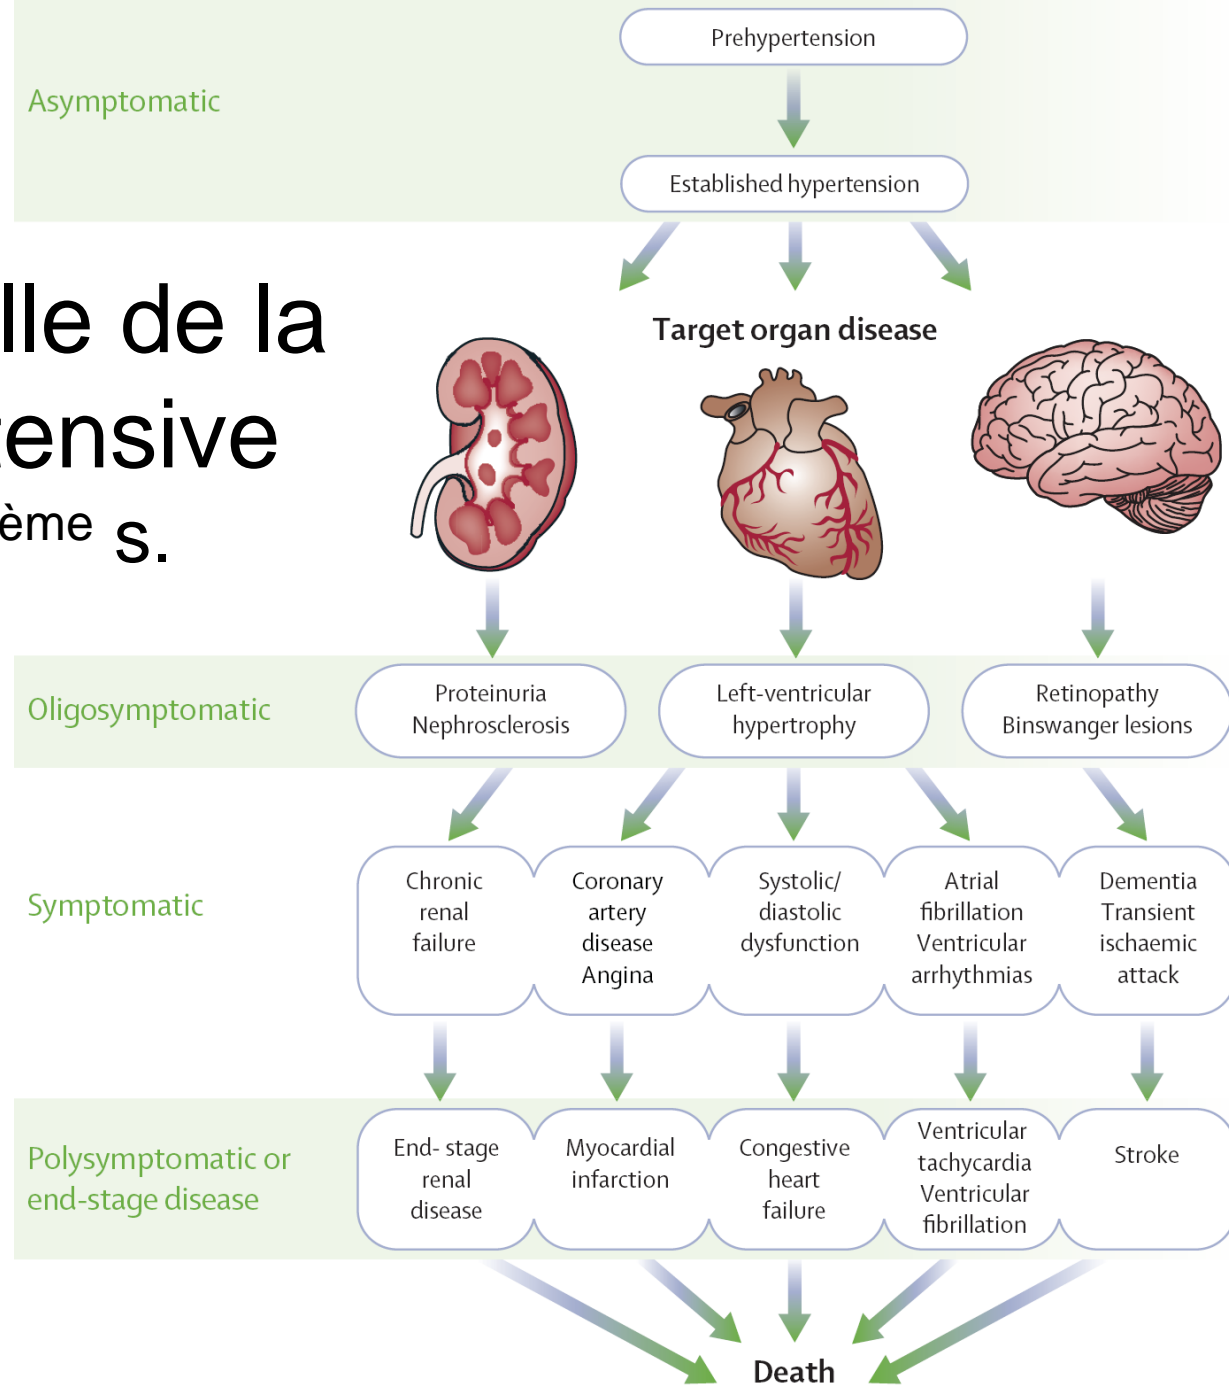 Prehypertension
Asymptomatic
Established hypertension
lle de la
tensive
ème s.
Target organ disease
Oligosymptomatic
Proteinuria
Nephrosclerosis
Left-ventricular
hypertrophy
Retinopathy
Binswanger lesions
Symptomatic
Chronic
renal
failure
Coronary
artery
disease
Angina
Systolic/
diastolic
dysfunction
Atrial
fibrillation
Ventricular
arrhythmias
Dementia
Transient
ischaemic
attack
Polysymptomatic or
end-stage disease
End- stage
renal
disease
Myocardial
infarction
Congestive
heart
failure
Ventricular
tachycardia
Ventricular
fibrillation
Stroke
Death